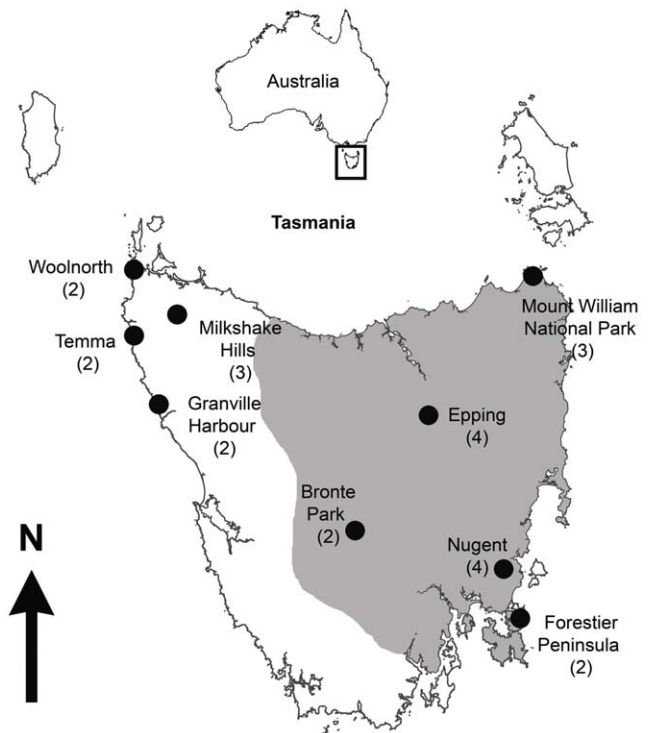 Australia
Tasmania
Woolnorth
(2)
Mount William
National Park
(3)
Temma
(2)
Milkshake
Hills
(3)
Granville
Harbour
(2)
Epping
(4)
Bronte
Park
(2)
N
Nugent
(4)
Forestier
Peninsula
(2)